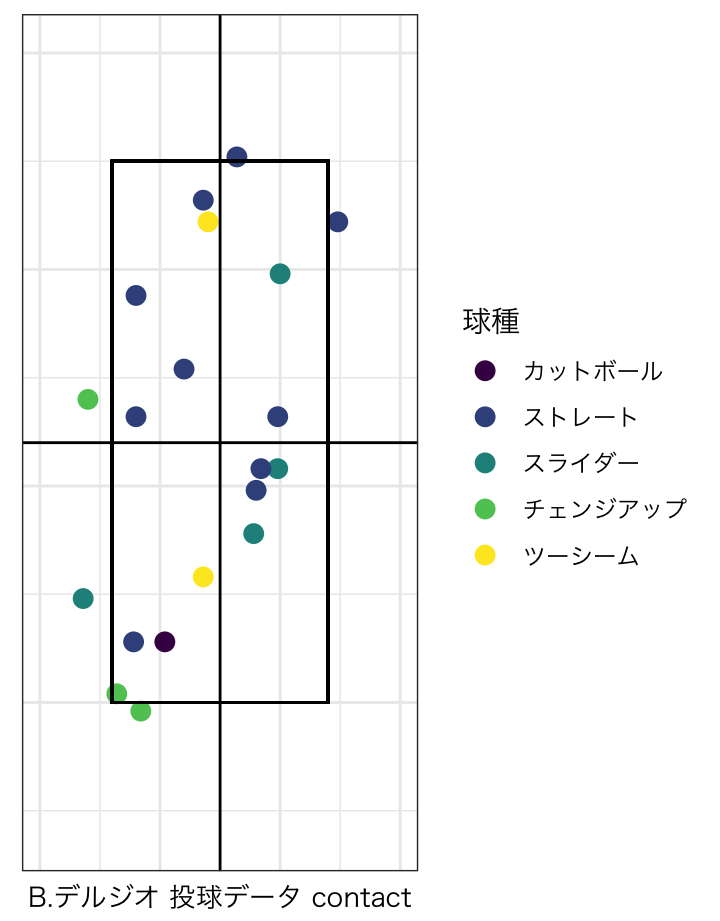 球種
カットボール
ストレート
スライダー
チェンジアップ
ツーシーム
B.デルジオ 投球データ contact